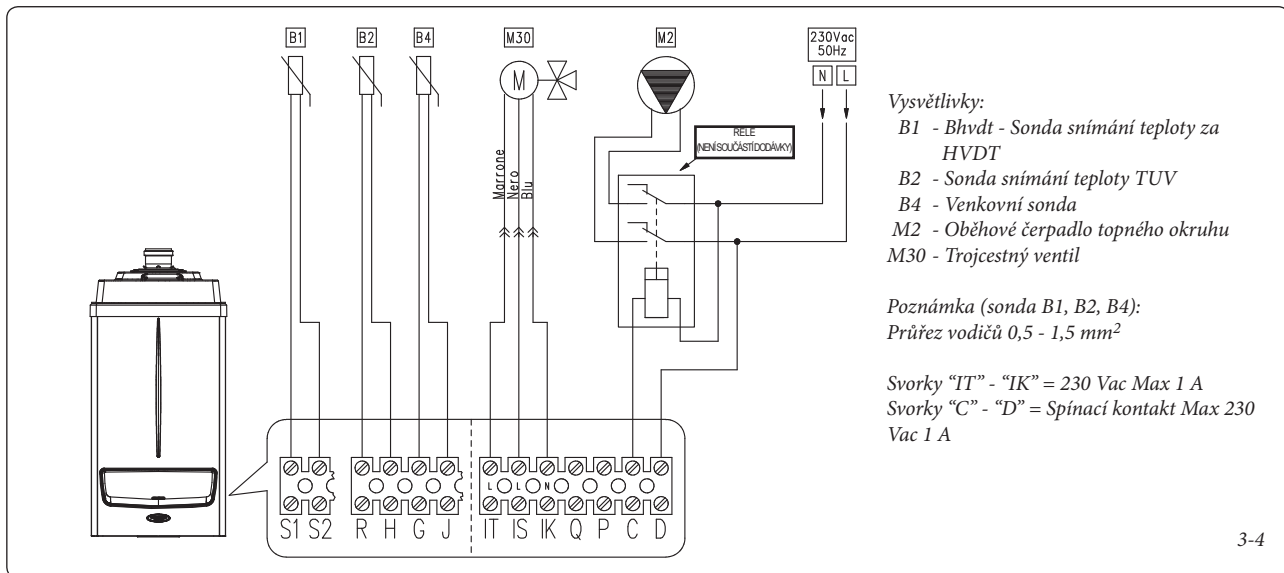 B1
B2
B4
M30
M2
230Vac
50Hz
N L
M
RELÉ
(NENÍ SOUČÁSTÍ DODÁVKY)
Marrone
Nero
Blu
L L N
S1 S2 R H G J IT IS IK Q P C D
Vysvětlivky:
B1 - Bhvdt - Sonda snímání teploty za
HVDT
B2 - Sonda snímání teploty TUV
B4 - Venkovní sonda
M2 - Oběhové čerpadlo topného okruhu
M30 - Trojcestný ventil
Poznámka (sonda B1, B2, B4):
Průřez vodičů 0,5 - 1,5 mm²
Svorky “IT” - “IK” = 230 Vac Max 1 A
Svorky “C” - “D” = Spínací kontakt Max 230
Vac 1 A
3-4